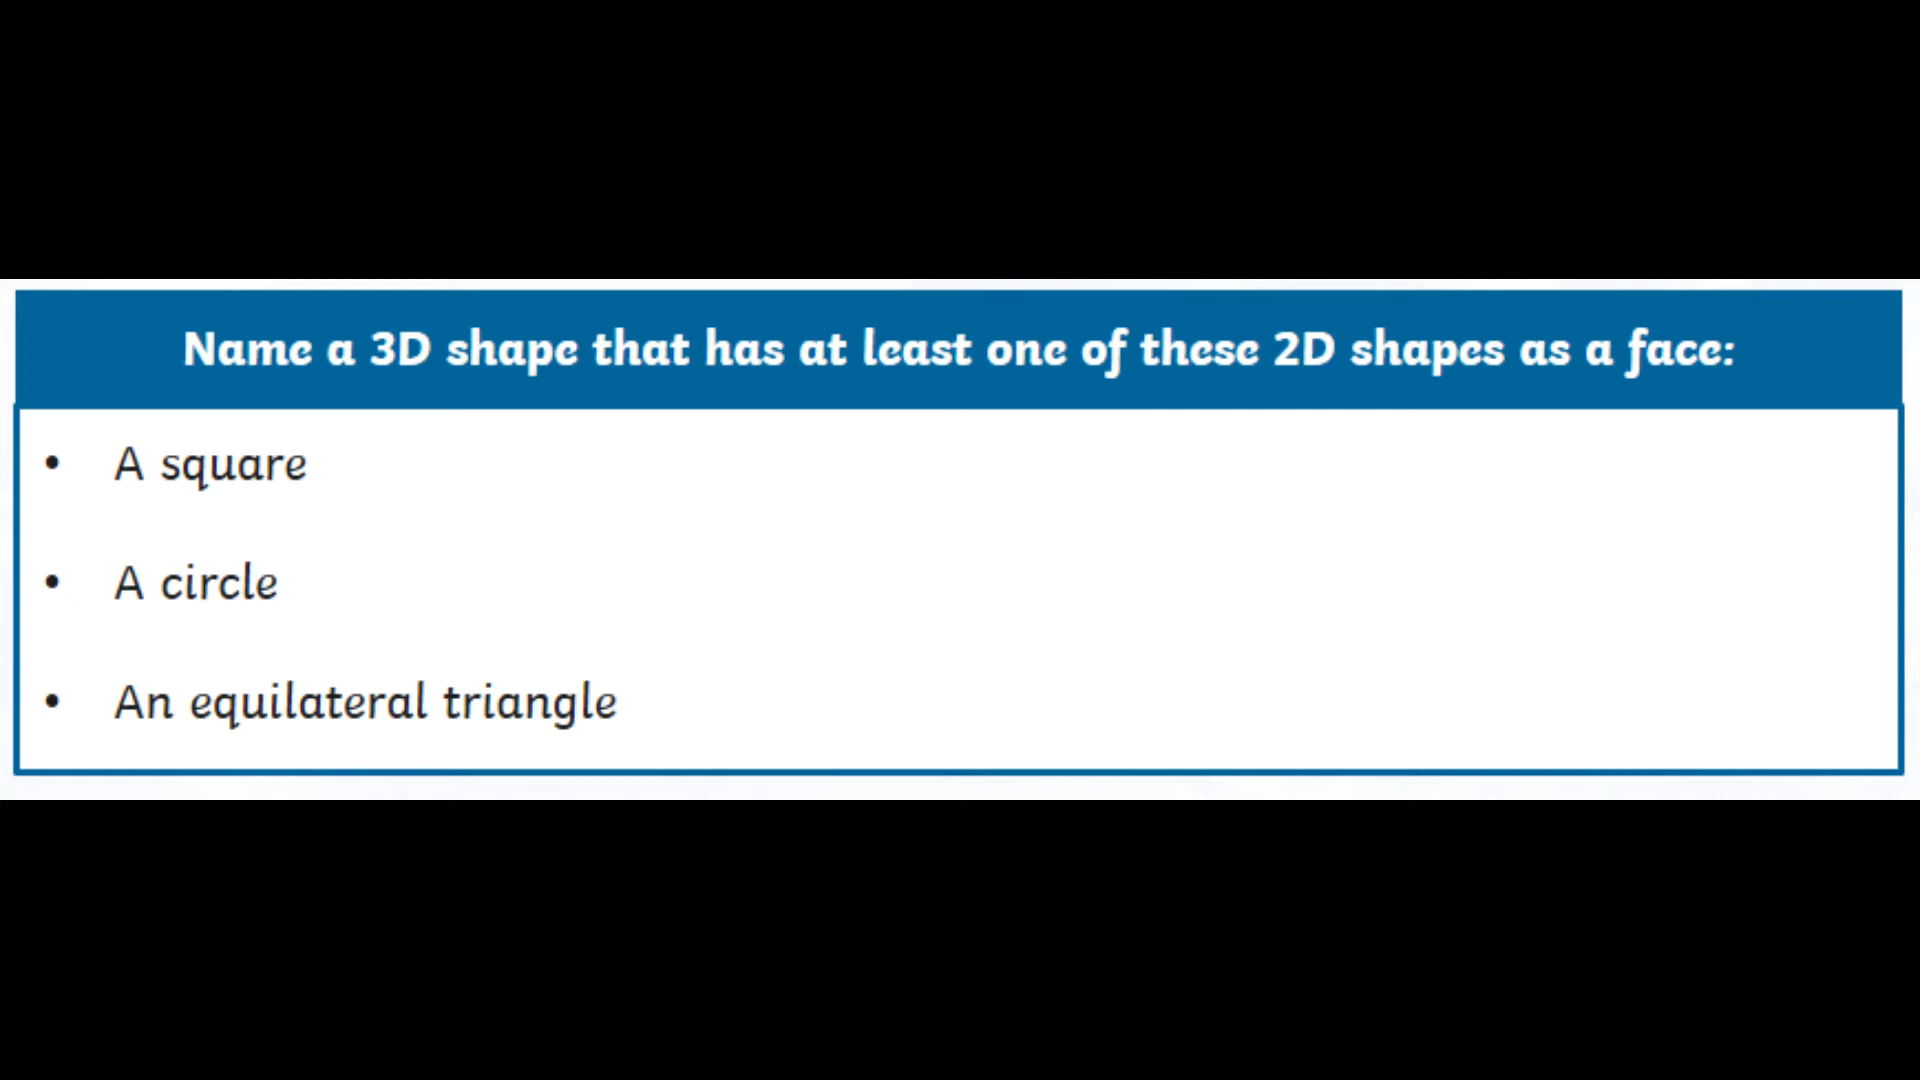 Name a 3D shape that has at least one of these 2D shapes as a face:
• A square
• A circle
• An equilateral triangle